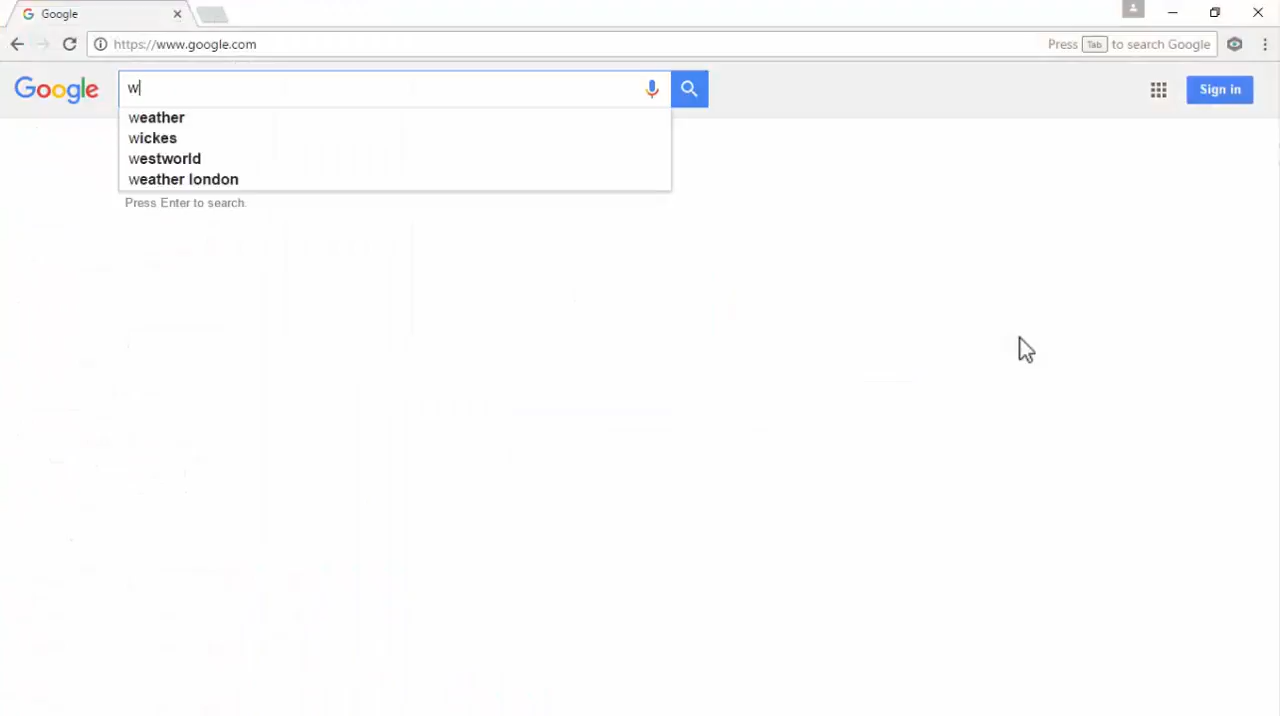 Google
https://www.google.com
Press Tab to search Google
Google
w
Sign in
weather
wickes
westworld
weather london
Press Enter to search.